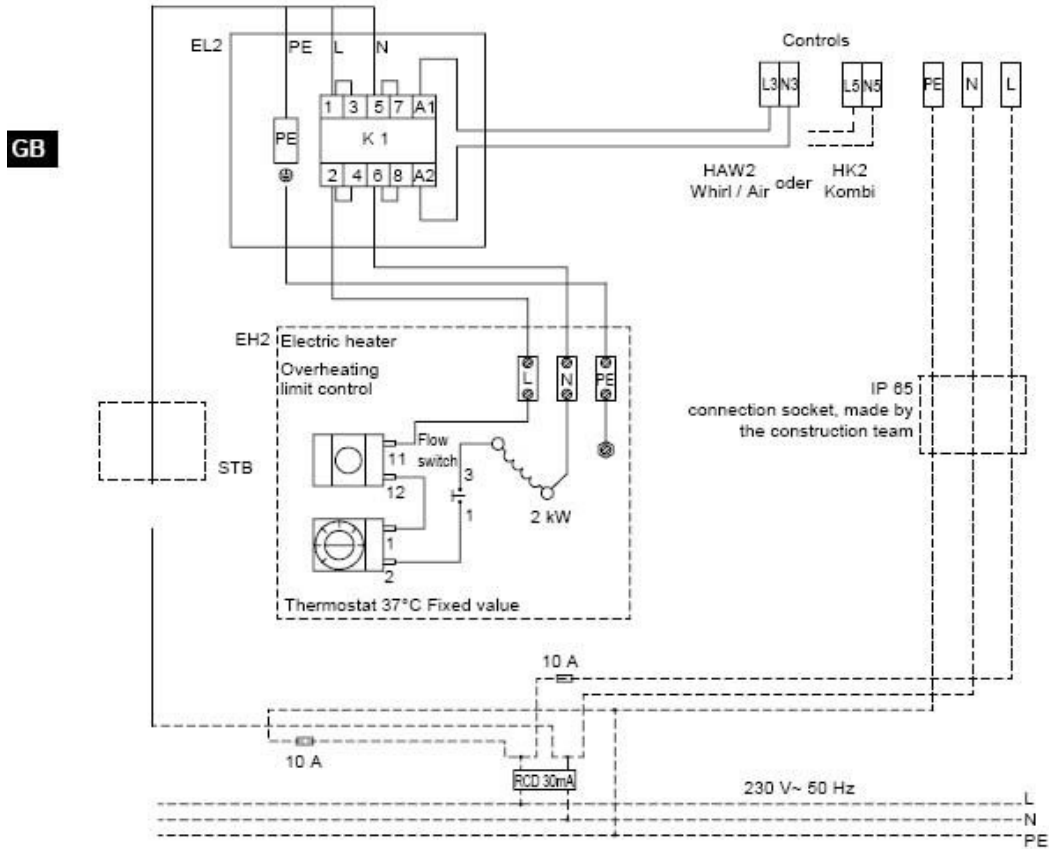 EL2
PE L N
1 3 5 7 A1
K 1
2 4 6 8 A2
PE
GB
Controls
L3 N3
L5 N5
PE N L
HAW2
Whirl / Air
oder
HK2
Kombi
EH2
Electric heater
Overheating
limit control
L N PE
Flow
switch
11
12
3
1
1
2
2 kW
Thermostat 37°C Fixed value
STB
IP 65
connection socket, made by
the construction team
10 A
10 A
RCD 30mA
230 V~ 50 Hz
L
N
PE